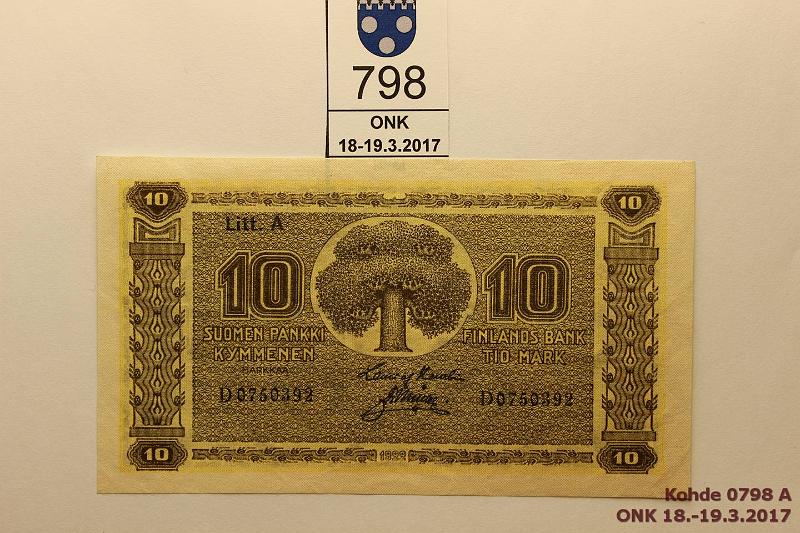 798
ONK
18-19.3.2017
10 10
Litt. A
10 10
SUOMEN PANKKI FINLANDS BANK
KYMMENEN TIO MARK
MARKKAA
D0750392 D0750392
10 1922 10
Kohde 0798 A
ONK 18.-19.3.2017